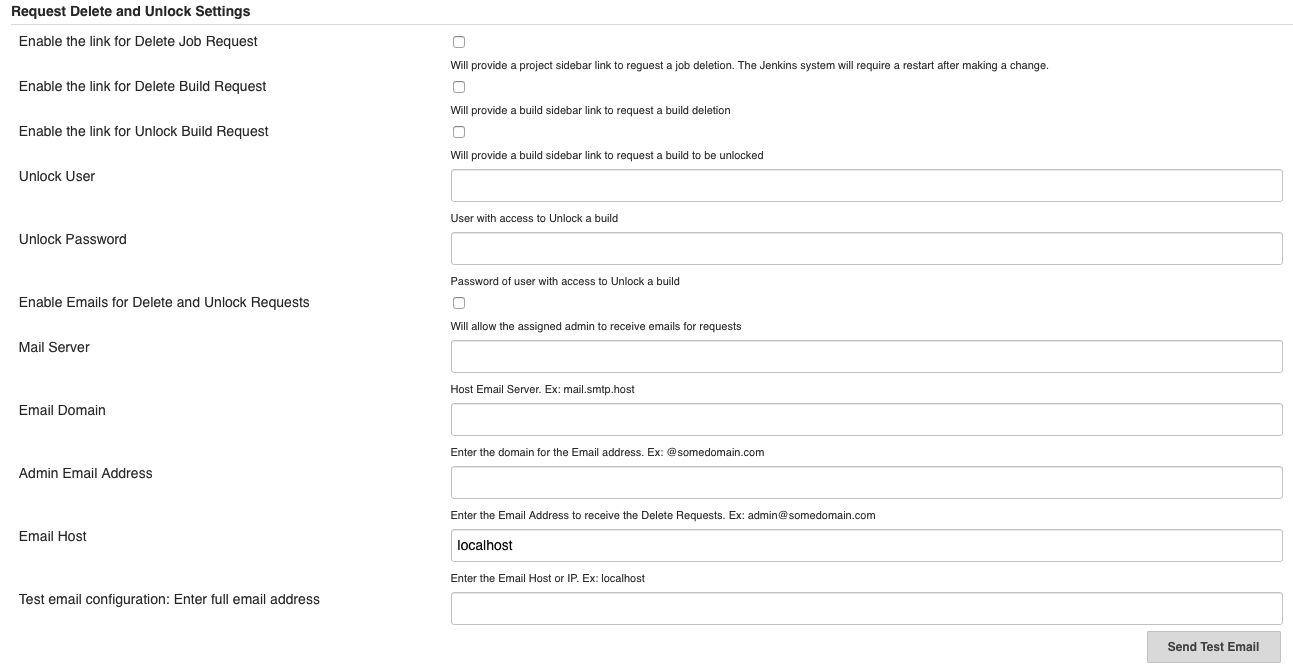 Request Delete and Unlock Settings
Enable the link for Delete Job Request
Will provide a project sidebar link to reguest a job deletion. The Jenkins system will require a restart after making a change.
Enable the link for Delete Build Request
Will provide a build sidebar link to request a build deletion
Enable the link for Unlock Build Request
Will provide a build sidebar link to request a build to be unlocked
Unlock User
User with access to Unlock a build
Unlock Password
Password of user with access to Unlock a build
Enable Emails for Delete and Unlock Requests
Will allow the assigned admin to receive emails for requests
Mail Server
Host Email Server. Ex: mail.smtp.host
Email Domain
Enter the domain for the Email address. Ex: @somedomain.com
Admin Email Address
Enter the Email Address to receive the Delete Requests. Ex: admin@somedomain.com
Email Host
localhost
Enter the Email Host or IP. Ex: localhost
Test email configuration: Enter full email address
Send Test Email